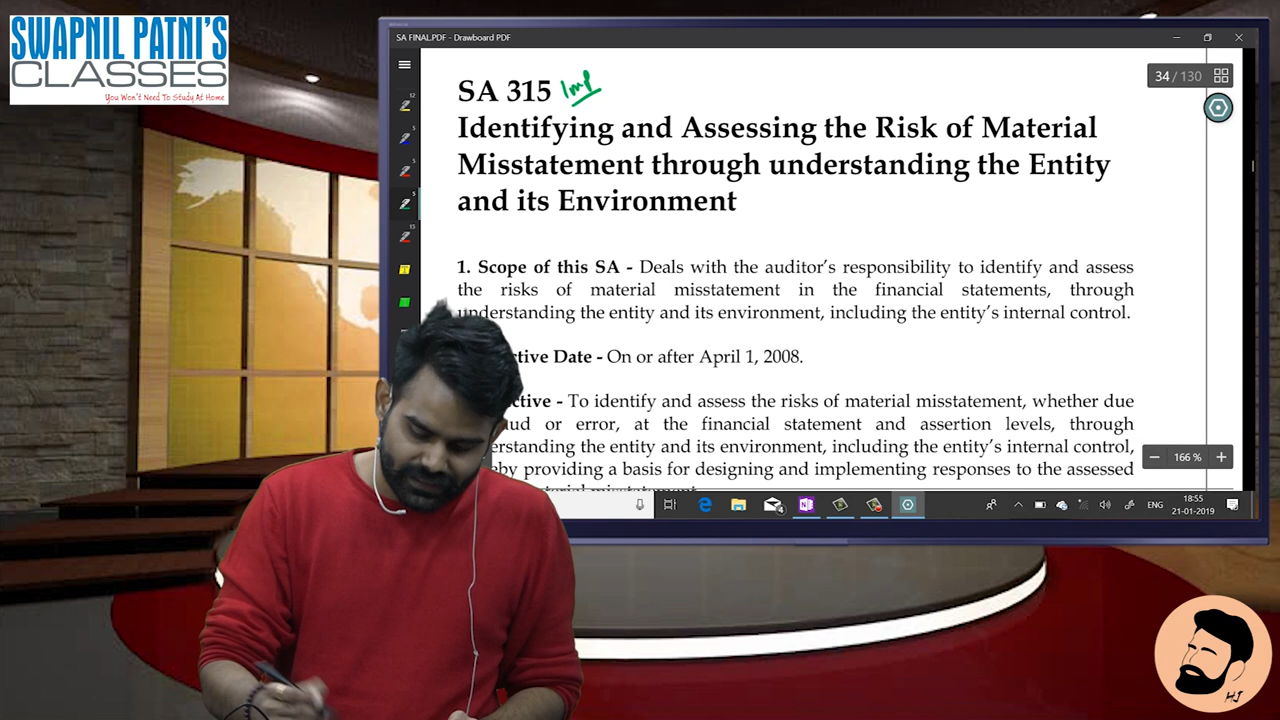 SWAPNIL PATNI'S
CLASSES
You Won't Need To Study At Home
SA FINAL.PDF - Drawboard PDF
34 / 130
SA 315 Imp
Identifying and Assessing the Risk of Material
Misstatement through understanding the Entity
and its Environment
1. Scope of this SA - Deals with the auditor's responsibility to identify and assess
the risks of material misstatement in the financial statements, through
understanding the entity and its environment, including the entity's internal control.
ctive Date - On or after April 1, 2008.
ctive - To identify and assess the risks of material misstatement, whether due
ud or error, at the financial statement and assertion levels, through
erstanding the entity and its environment, including the entity's internal control,
by providing a basis for designing and implementing responses to the assessed
166 %
ENG
18:55
21-01-2019
HJ